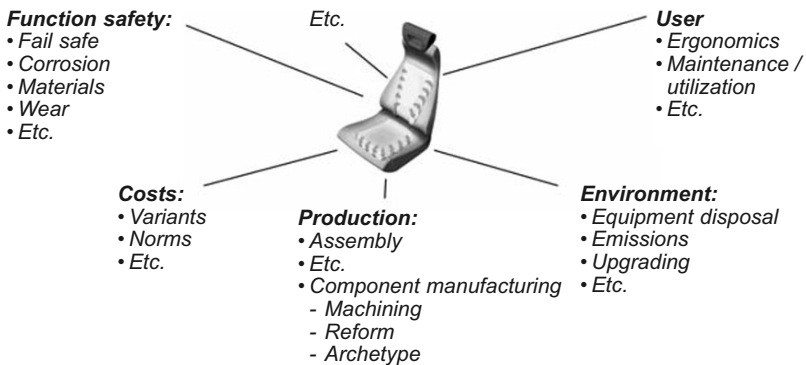 Function safety:
• Fail safe
• Corrosion
• Materials
• Wear
• Etc.
Etc.
User
• Ergonomics
• Maintenance /
utilization
• Etc.
Costs:
• Variants
• Norms
• Etc.
Production:
• Assembly
• Etc.
• Component manufacturing
- Machining
- Reform
- Archetype
Environment:
• Equipment disposal
• Emissions
• Upgrading
• Etc.